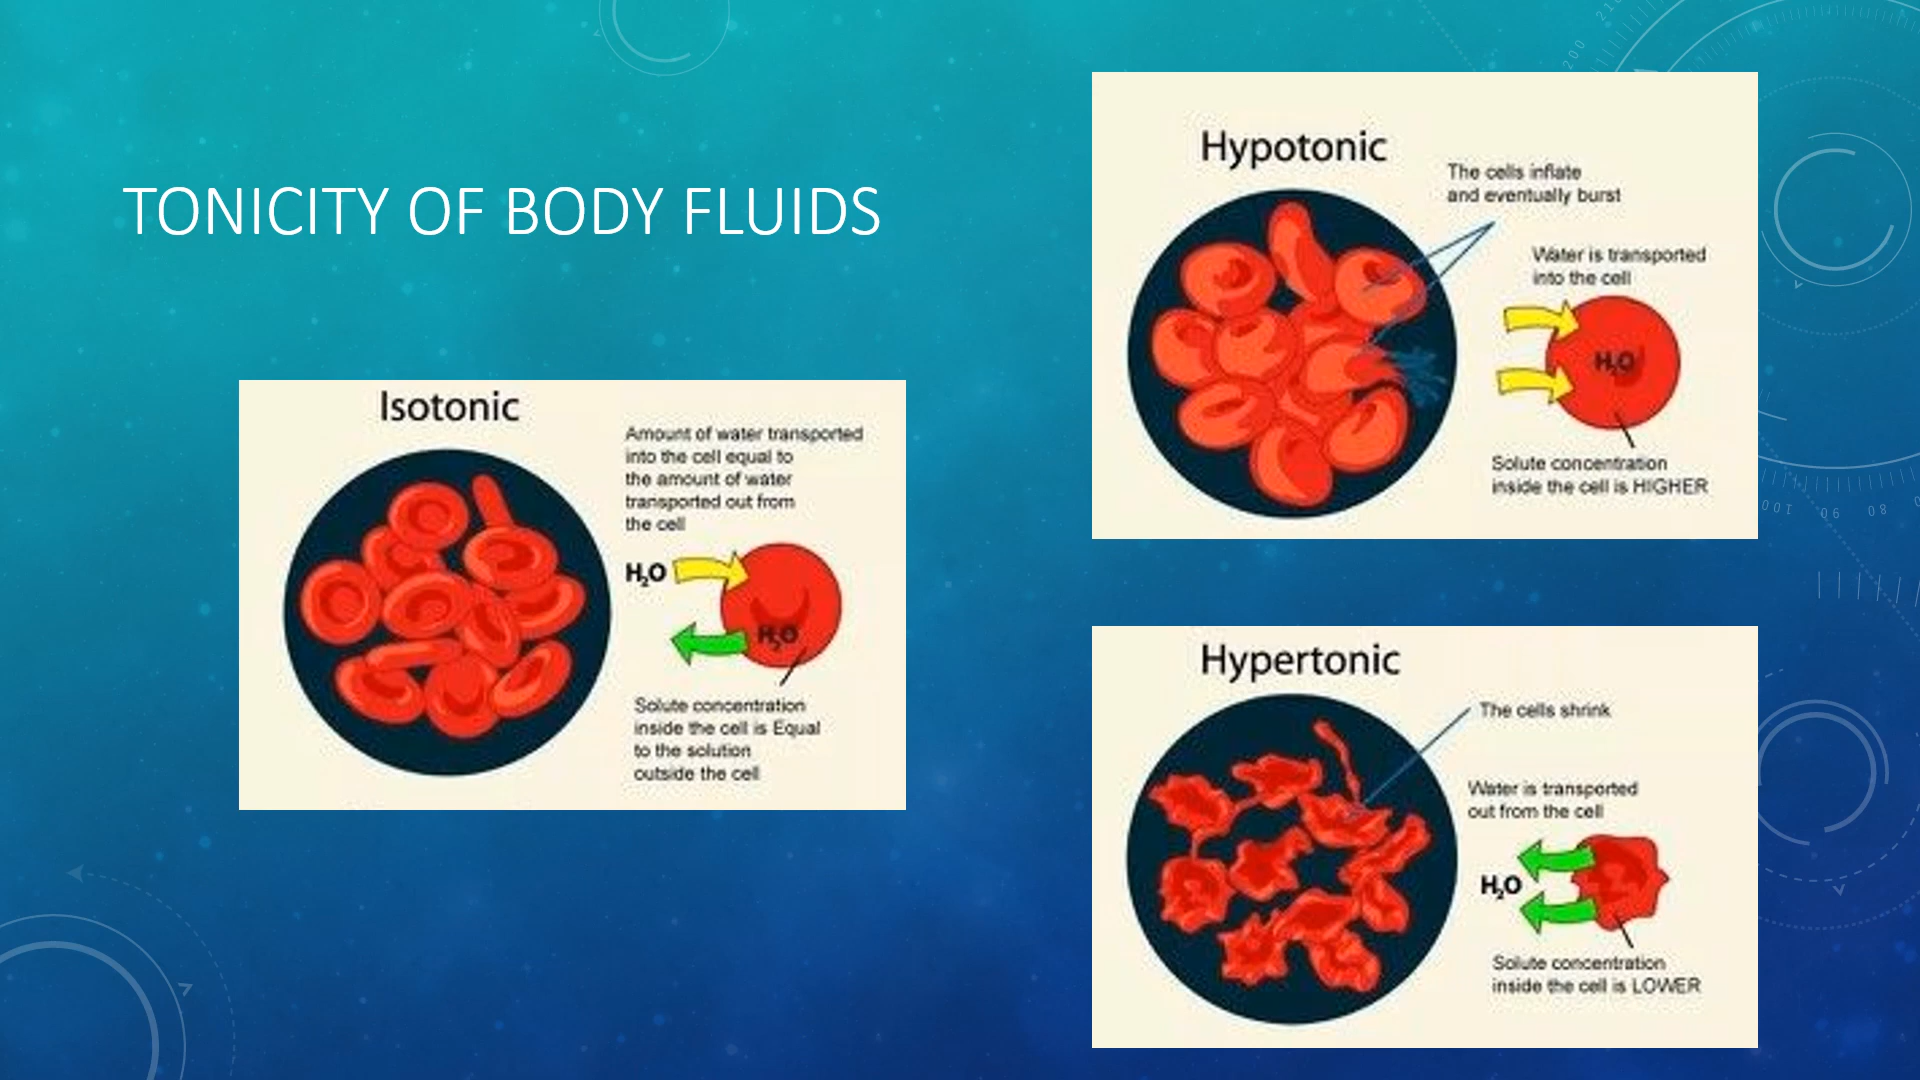 TONICITY OF BODY FLUIDS
Isotonic
Amount of water transported
into the cell equal to
the amount of water
transported out from
the cell
H₂O
H₂O
Solute concentration
inside the cell is Equal
to the solution
outside the cell
Hypotonic
The cells inflate
and eventually burst
Water is transported
into the cell
H₂O
Solute concentration
inside the cell is HIGHER
Hypertonic
The cells shrink
Water is transported
out from the cell
H₂O
Solute concentration
inside the cell is LOWER
200
100
90
80